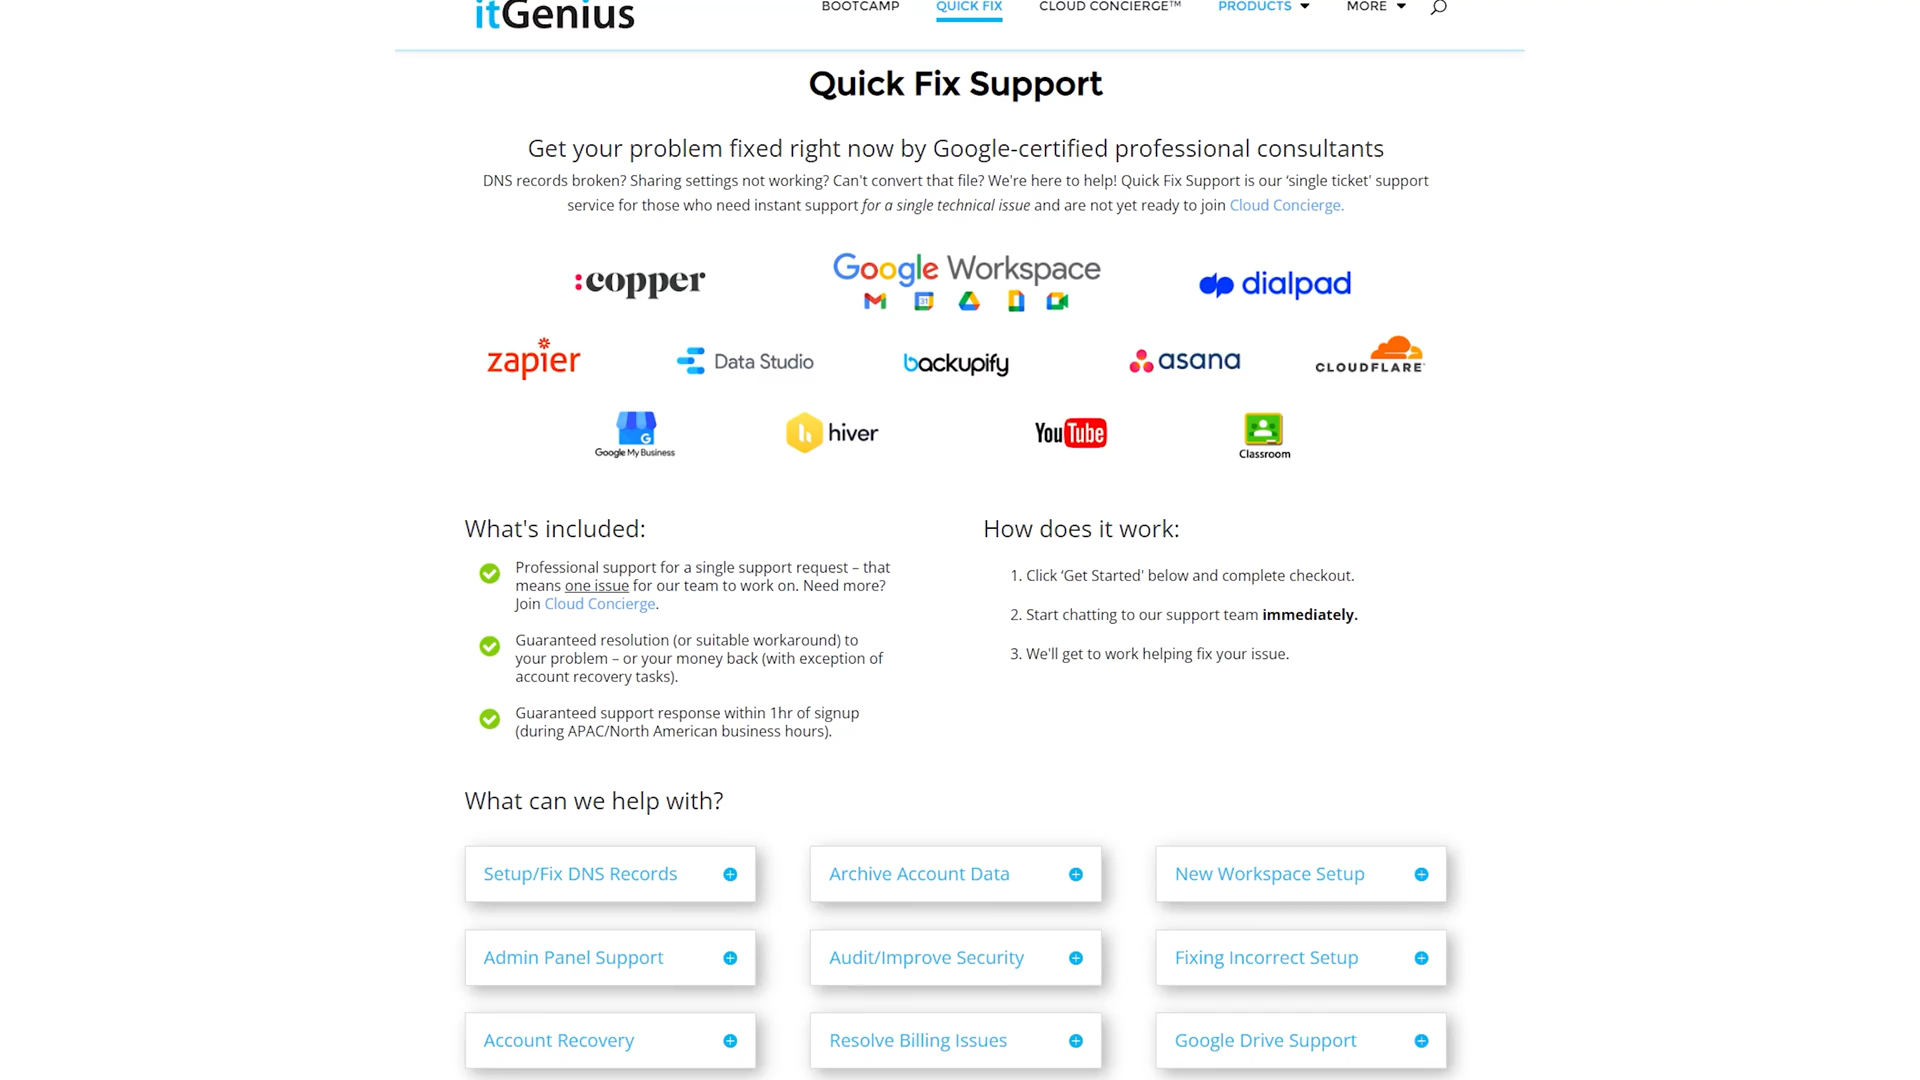 itGenius
BOOTCAMP QUICK FIX CLOUD CONCIERGE™ PRODUCTS MORE
Quick Fix Support
Get your problem fixed right now by Google-certified professional consultants
DNS records broken? Sharing settings not working? Can't convert that file? We're here to help! Quick Fix Support is our ‘single ticket' support
service for those who need instant support for a single technical issue and are not yet ready to join Cloud Concierge.
:copper
Google Workspace
31
dialpad
zapier
Data Studio
backupify
asana
CLOUDFLARE
G
Google My Business
h hiver
YouTube
Classroom
What's included:
Professional support for a single support request – that
means one issue for our team to work on. Need more?
Join Cloud Concierge.
Guaranteed resolution (or suitable workaround) to
your problem – or your money back (with exception of
account recovery tasks).
Guaranteed support response within 1hr of signup
(during APAC/North American business hours).
How does it work:
1. Click ‘Get Started' below and complete checkout.
2. Start chatting to our support team immediately.
3. We'll get to work helping fix your issue.
What can we help with?
Setup/Fix DNS Records
Archive Account Data
New Workspace Setup
Admin Panel Support
Audit/Improve Security
Fixing Incorrect Setup
Account Recovery
Resolve Billing Issues
Google Drive Support